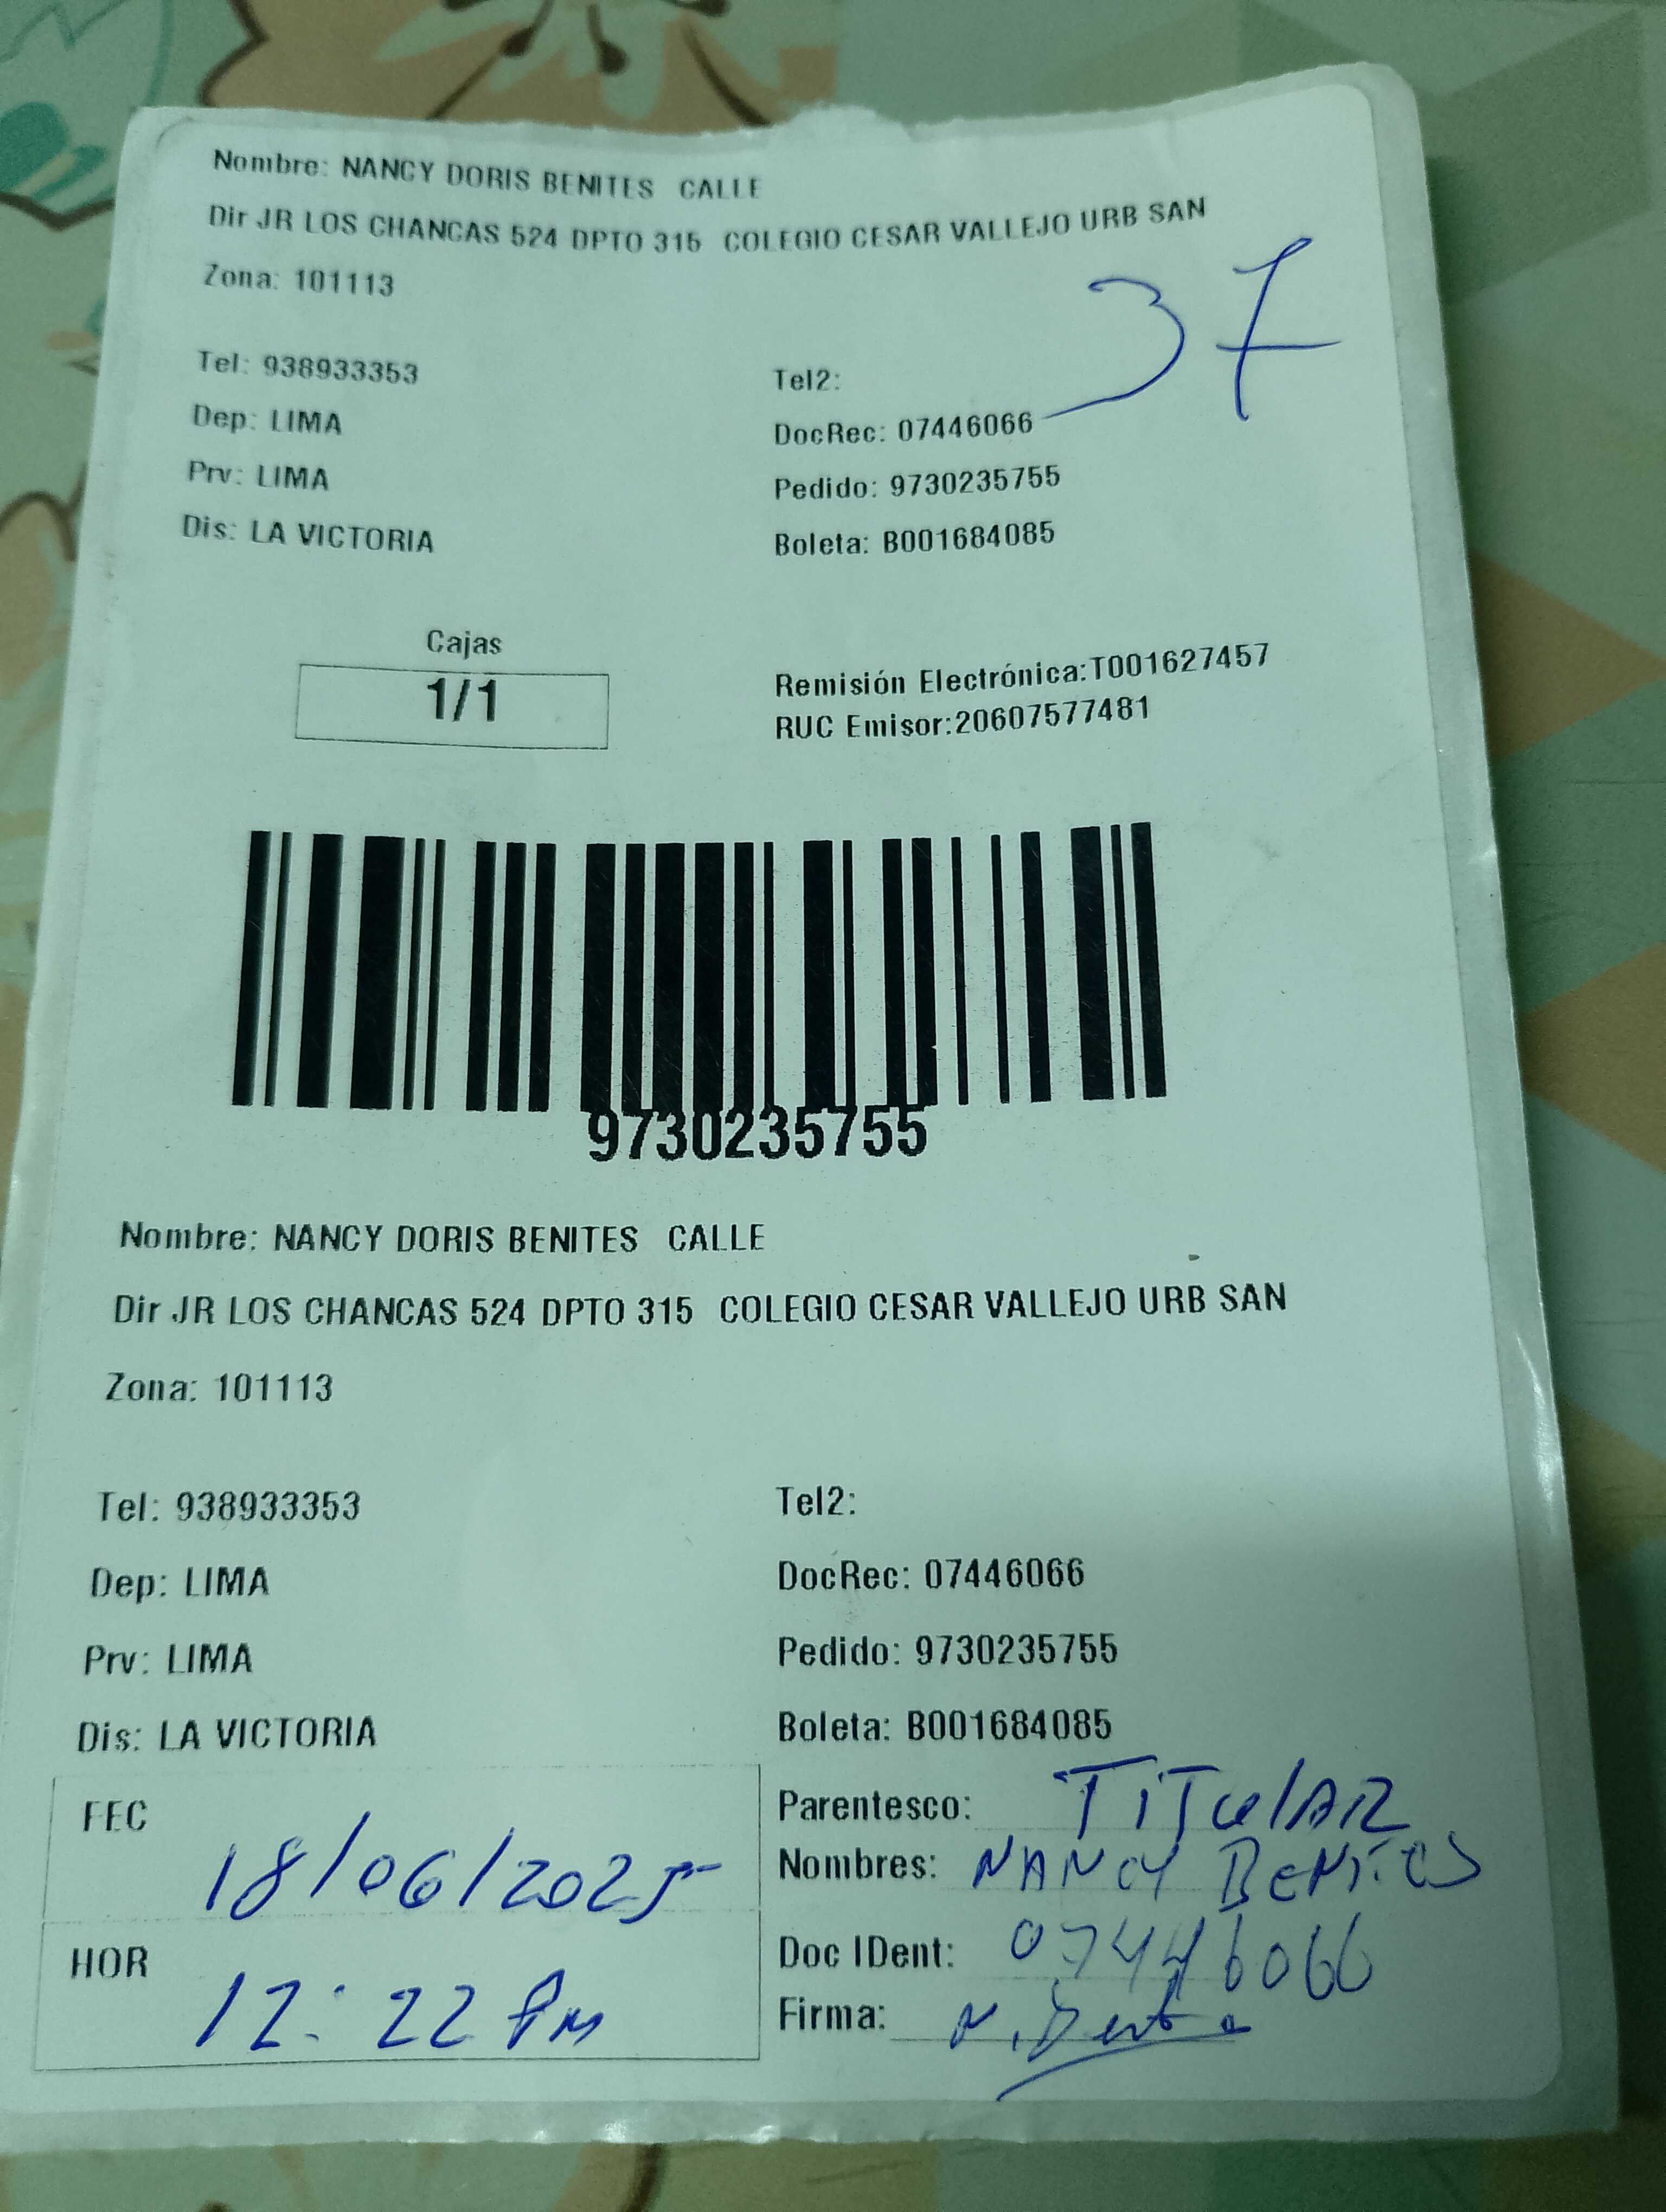 Nombre: NANCY DORIS BENITES CALLE
Dir JR LOS CHANCAS 524 DPTO 315 COLEGIO CESAR VALLEJO URB SAN
Zona: 101113
37
Tel: 938933353 Tel2:
Dep: LIMA DocRec: 07446066
Prv: LIMA Pedido: 9730235755
Dis: LA VICTORIA Boleta: B001684085
Cajas
1/1
Remisión Electrónica:T001627457
RUC Emisor:20607577481
9730235755
Nombre: NANCY DORIS BENITES CALLE
Dir JR LOS CHANCAS 524 DPTO 315 COLEGIO CESAR VALLEJO URB SAN
Zona: 101113
Tel: 938933353 Tel2:
Dep: LIMA DocRec: 07446066
Prv: LIMA Pedido: 9730235755
Dis: LA VICTORIA Boleta: B001684085
FEC 18/06/2025
HOR 12:22 Pm
Parentesco: TiTulAR
Nombres: NANCY BENITES
Doc IDent: 07446066
Firma: N.